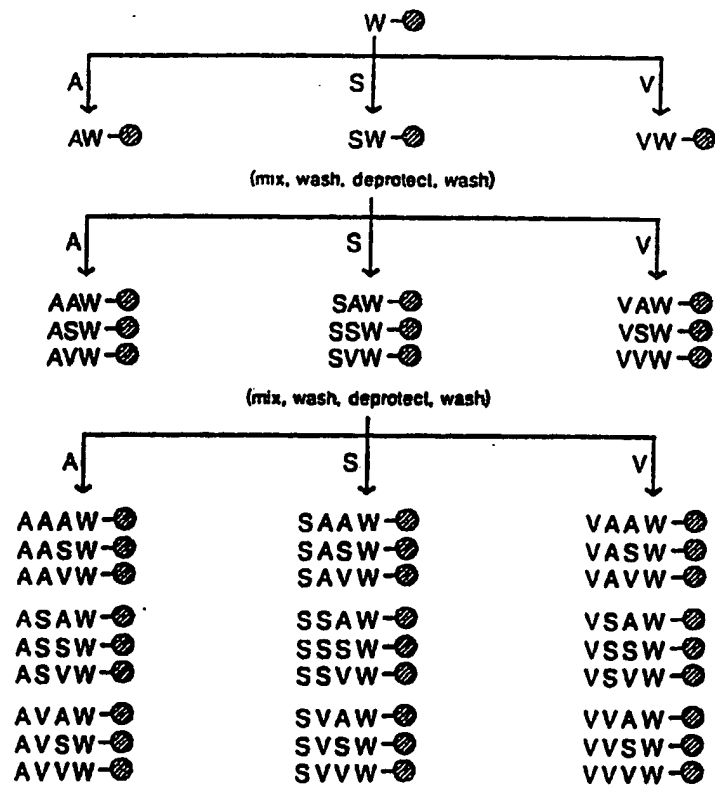 W
A S V
AW SW VW
(mix, wash, deprotect, wash)
A S V
AAW SAW VAW
ASW SSW VSW
AVW SVW VVW
(mix, wash, deprotect, wash)
A S V
AAAW SAAW VAAW
AASW SASW VASW
AAVW SAVW VAVW
ASAW SSAW VSAW
ASSW SSSW VSSW
ASVW SSVW VSVW
AVAW SVAW VVAW
AVSW SVSW VVSW
AVVW SVVW VVVW